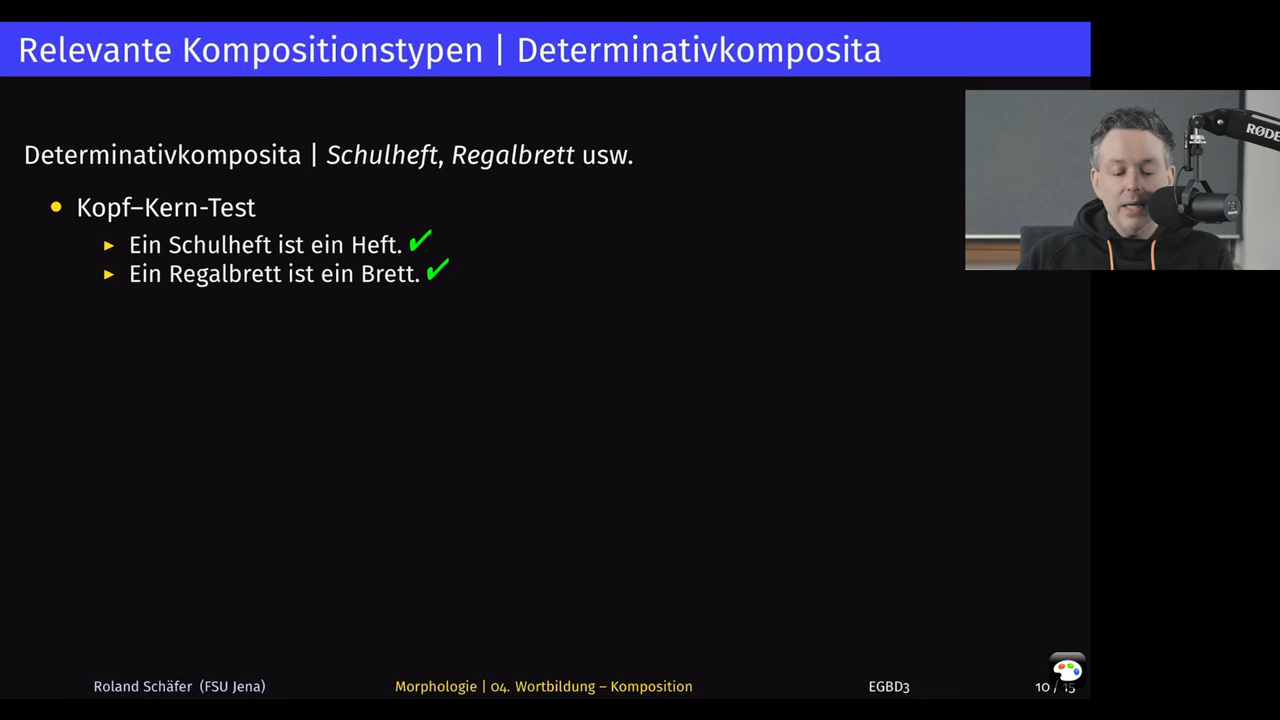 Relevante Kompositionstypen | Determinativkomposita
RØDE
Determinativkomposita | Schulheft, Regalbrett usw.
Kopf–Kern-Test
Ein Schulheft ist ein Heft. ✔
Ein Regalbrett ist ein Brett. ✔
Roland Schäfer (FSU Jena)
Morphologie | 04. Wortbildung – Komposition
EGBD3
10 / 15